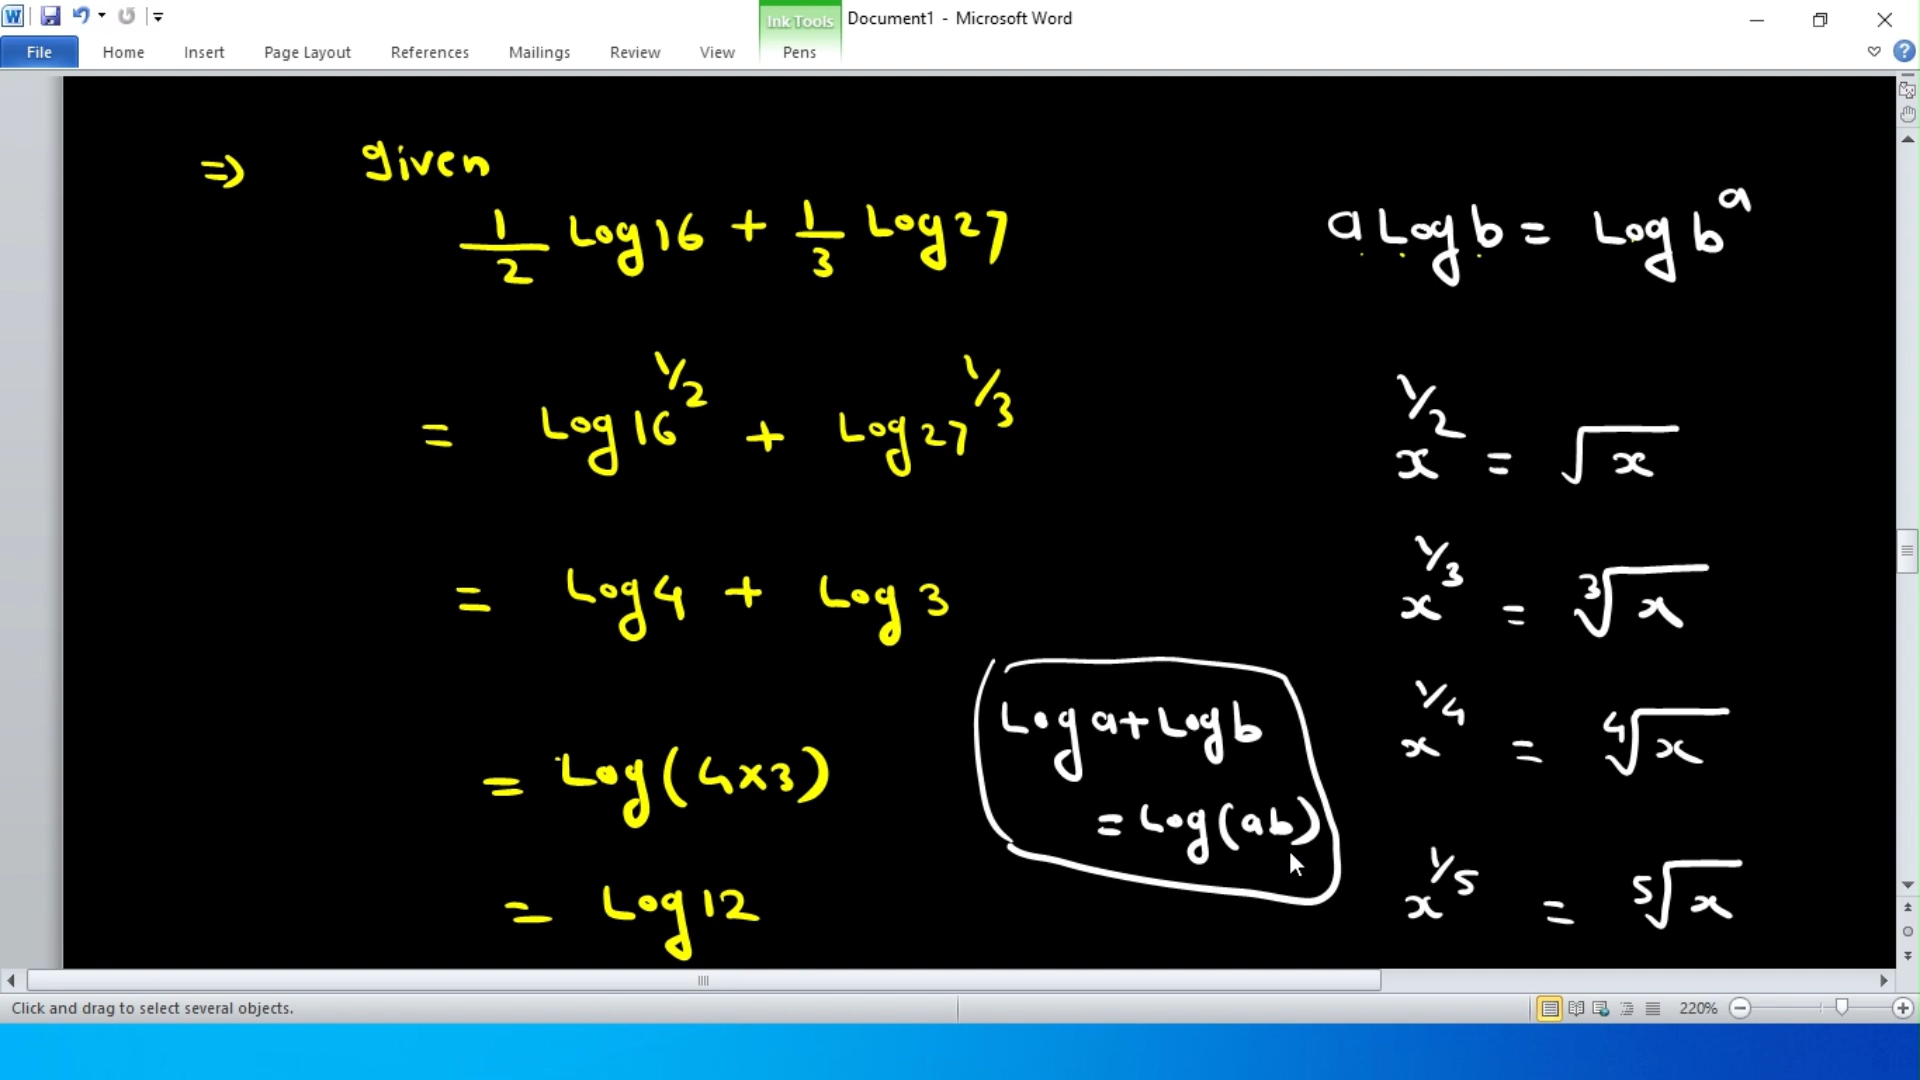 Ink Tools
Document1 - Microsoft Word
File Home Insert Page Layout References Mailings Review View Pens
⇒ given
1/2 Log 16 + 1/3 Log 27
= Log 16^1/2 + Log 27^1/3
= Log 4 + Log 3
= Log (4×3)
= Log 12
Log a + Log b
= Log (ab)
a Log b = Log b^a
x^1/2 = √x
x^1/3 = ∛x
x^1/4 = ∜x
x^1/5 = ⁵√x
Click and drag to select several objects.
220%